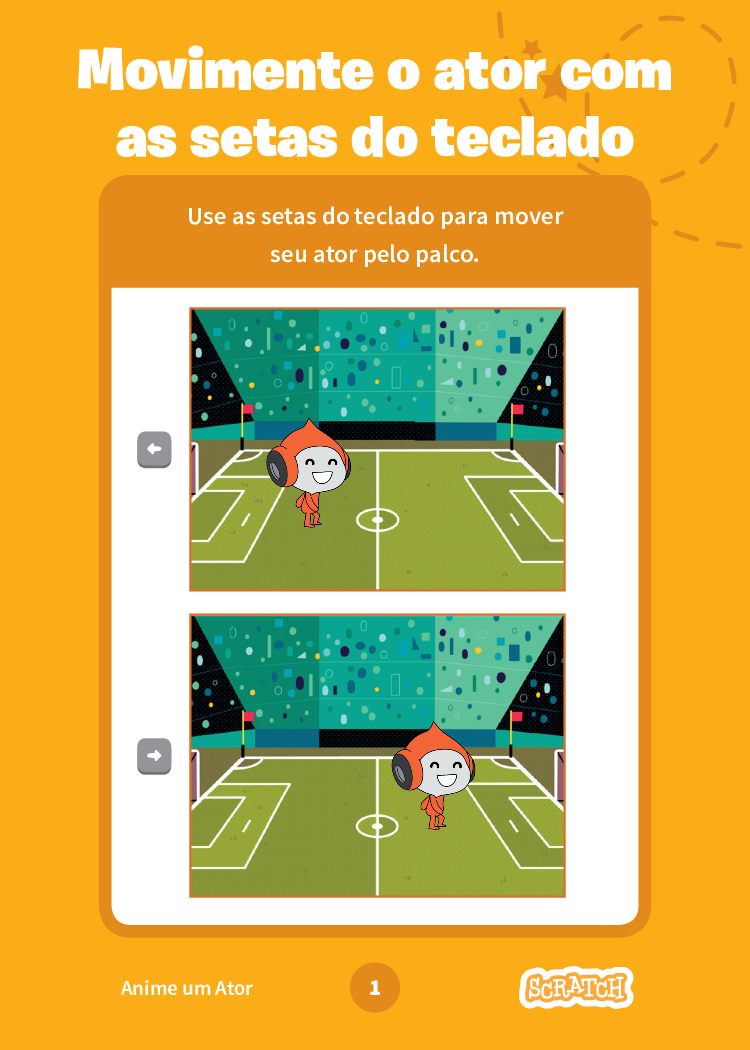 Movimente o ator com
as setas do teclado
Use as setas do teclado para mover
seu ator pelo palco.
Anime um Ator
1
SCRATCH